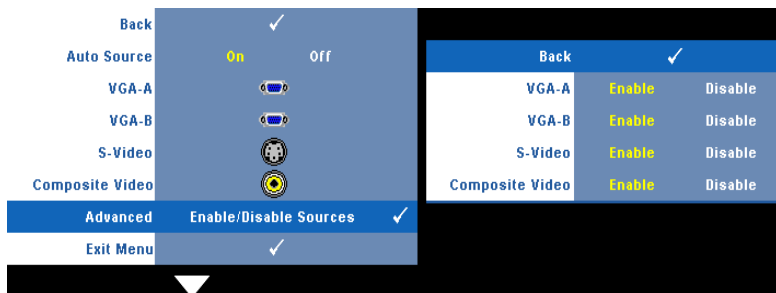 Back
Auto Source On Off
VGA-A
VGA-B
S-Video
Composite Video
Advanced Enable/Disable Sources
Exit Menu
Back
VGA-A Enable Disable
VGA-B Enable Disable
S-Video Enable Disable
Composite Video Enable Disable